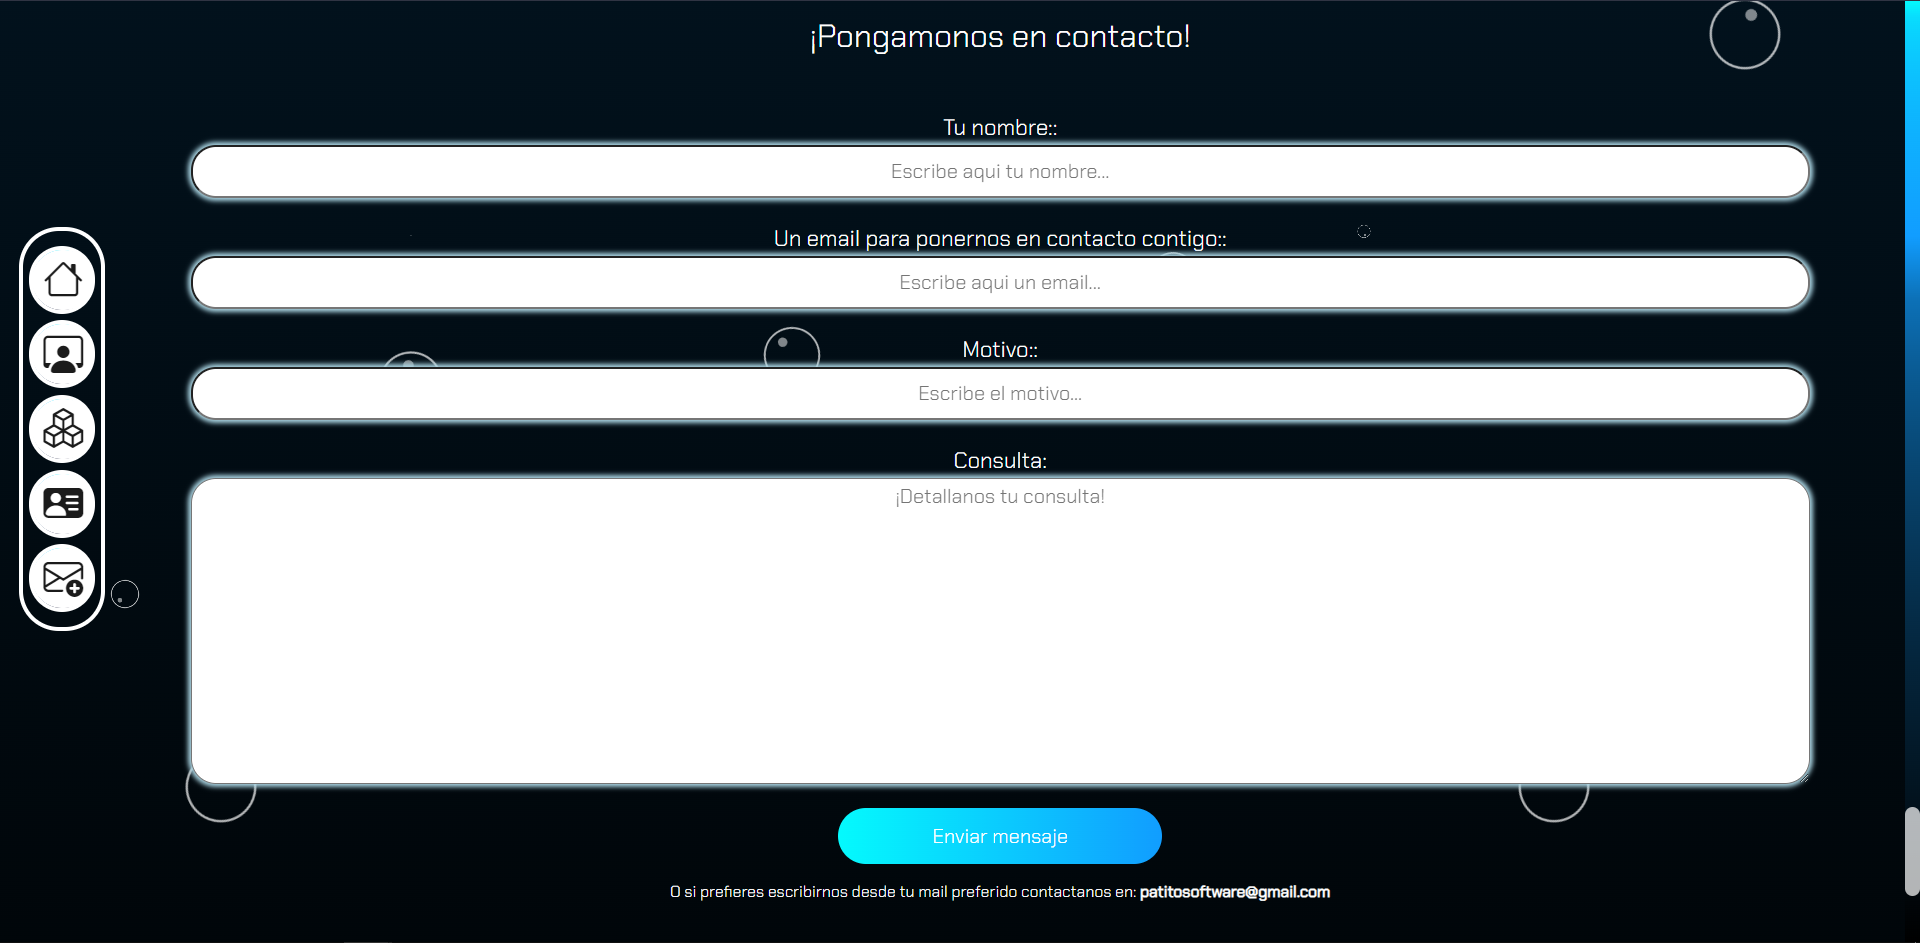 ¡Pongamonos en contacto!
Tu nombre::
Escribe aqui tu nombre...
Un email para ponernos en contacto contigo::
Escribe aqui un email...
Motivo::
Escribe el motivo...
Consulta:
¡Detallanos tu consulta!
Enviar mensaje
O si prefieres escribirnos desde tu mail preferido contactanos en: patitosoftware@gmail.com